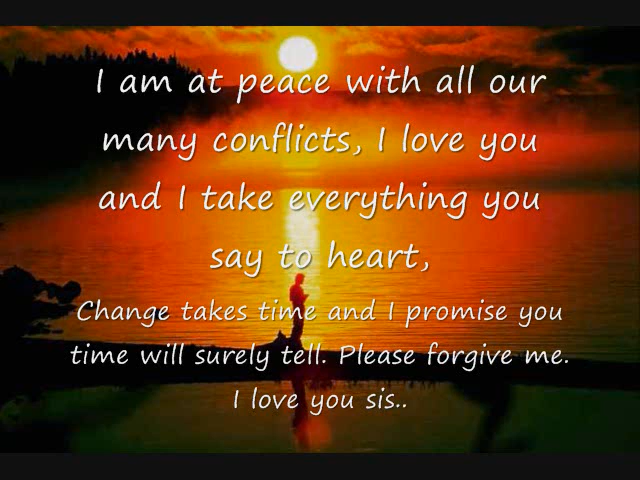 I am at peace with all our
many conflicts, I love you
and I take everything you
say to heart,
Change takes time and I promise you
time will surely tell. Please forgive me.
I love you sis..